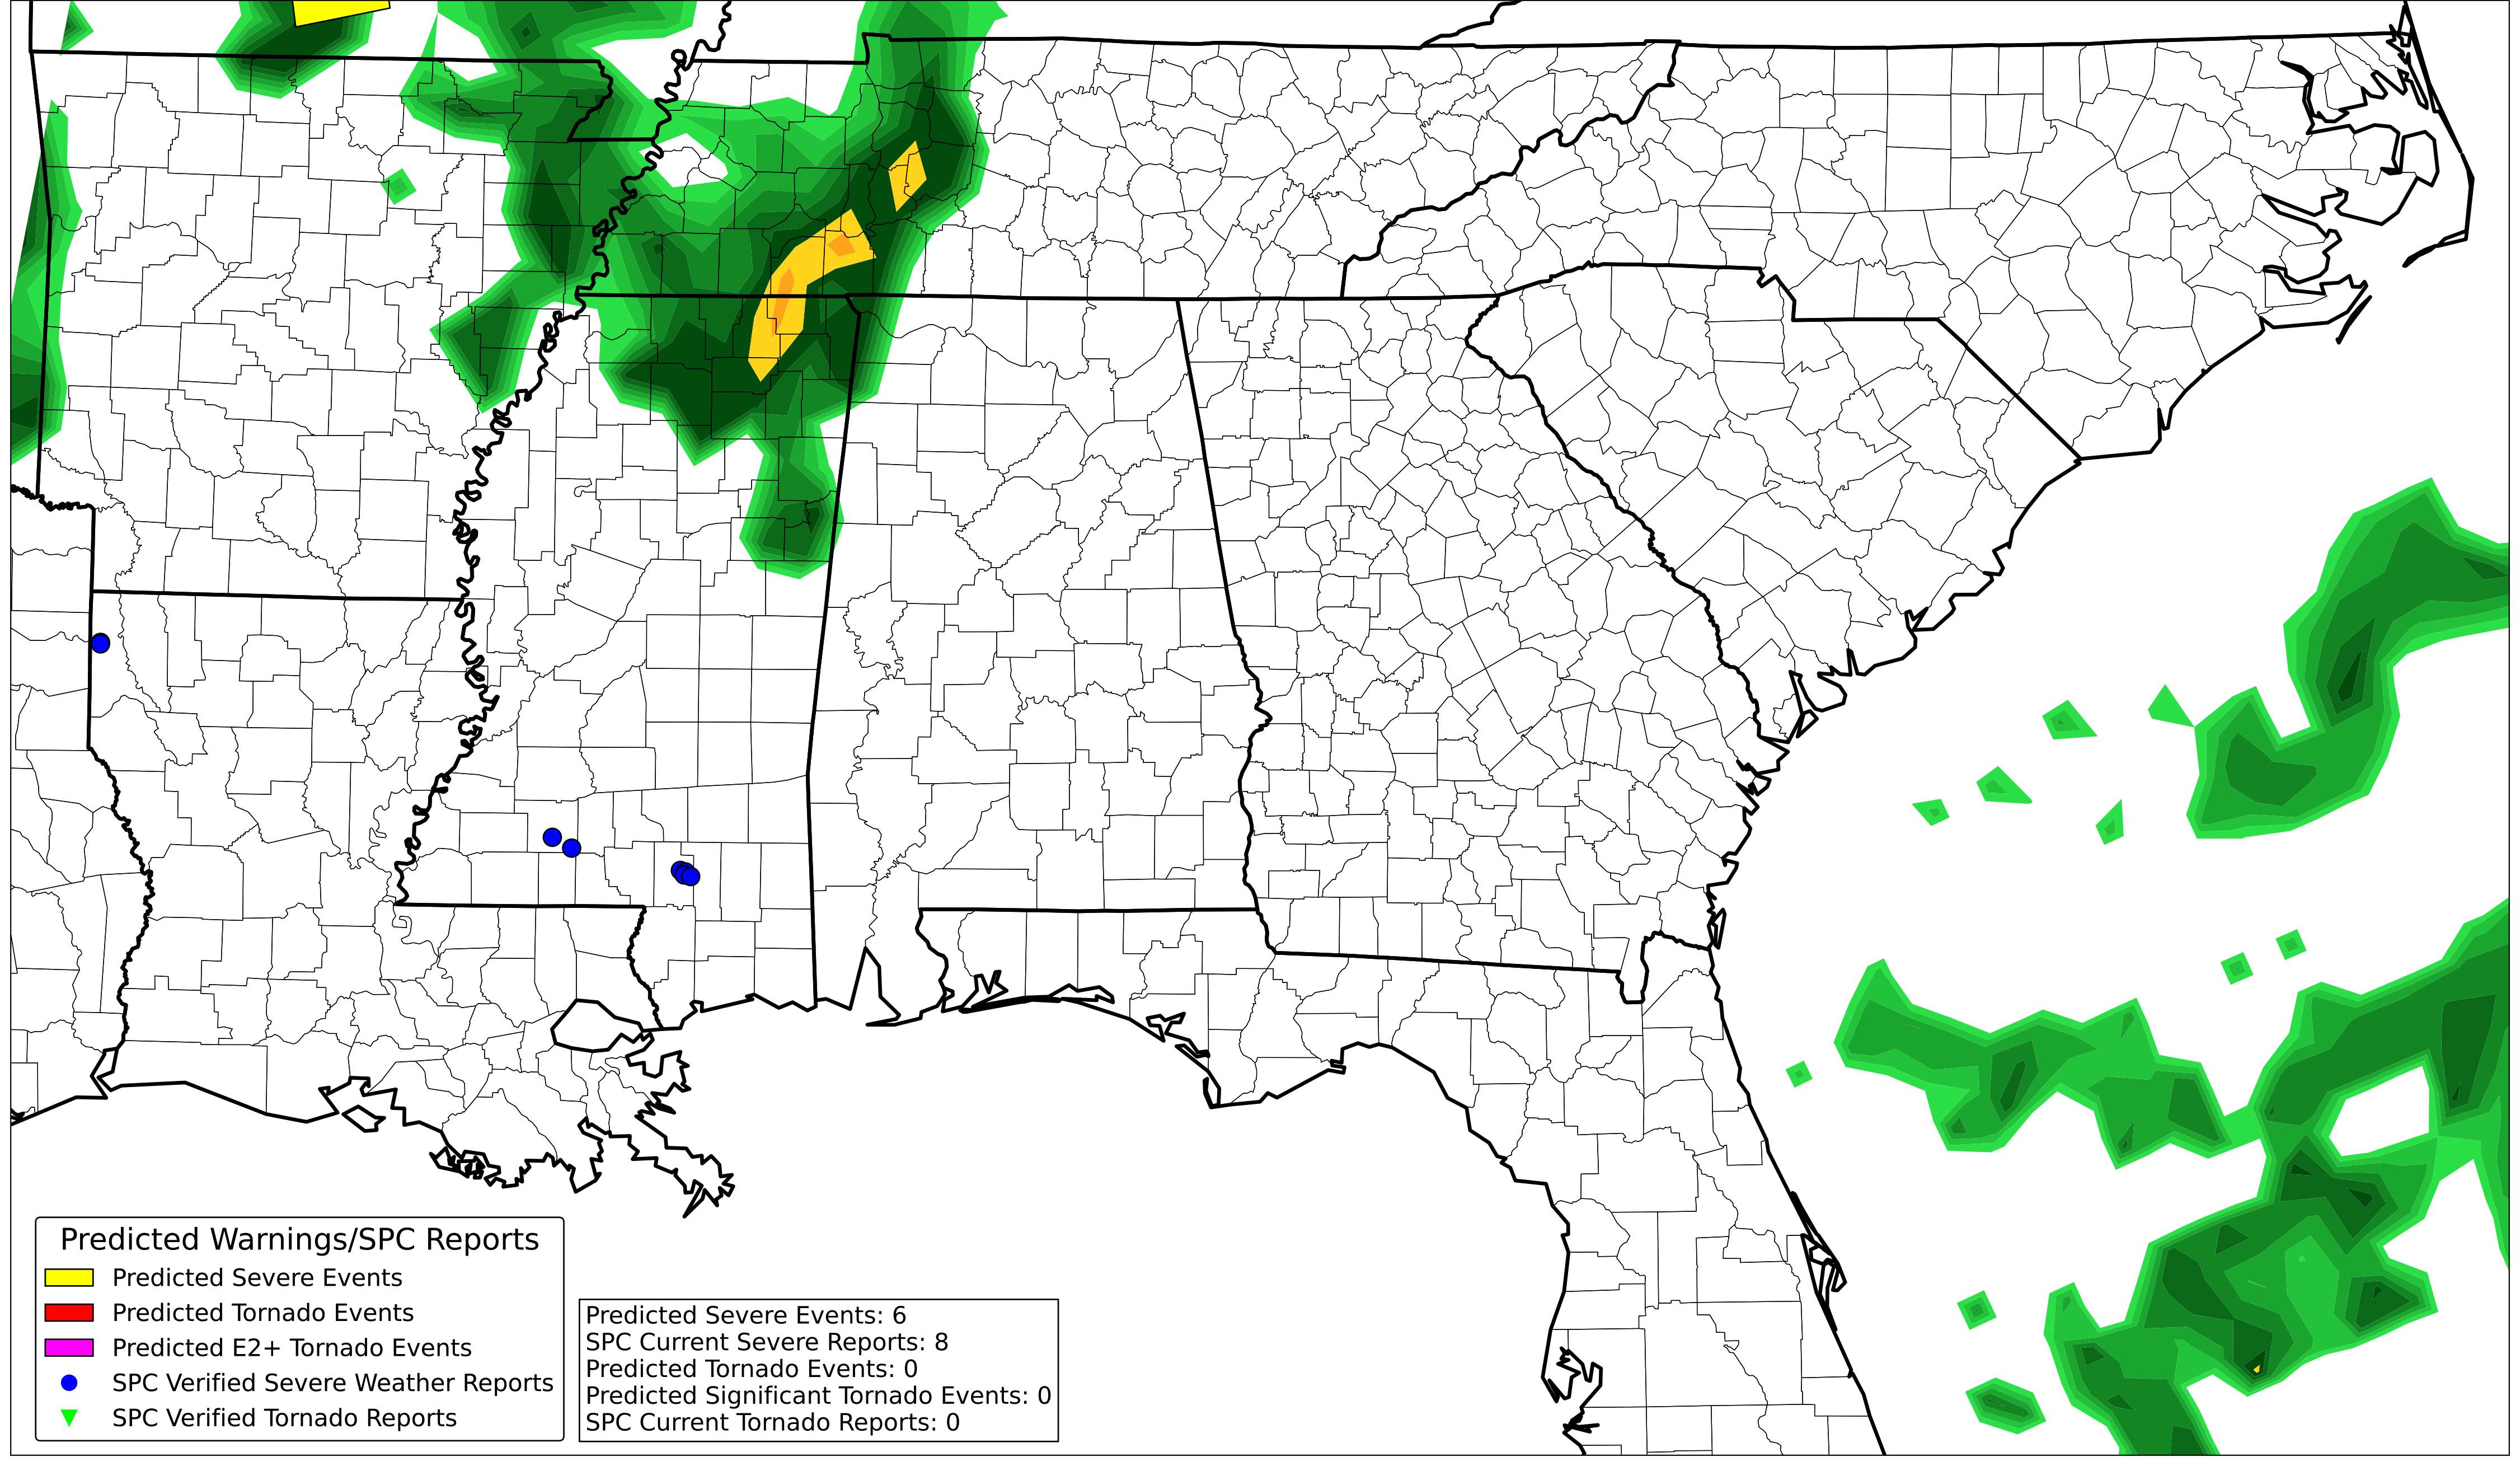 Predicted Warnings/SPC Reports
Predicted Severe Events
Predicted Tornado Events
Predicted E2+ Tornado Events
SPC Verified Severe Weather Reports
SPC Verified Tornado Reports
Predicted Severe Events: 6
SPC Current Severe Reports: 8
Predicted Tornado Events: 0
Predicted Significant Tornado Events: 0
SPC Current Tornado Reports: 0